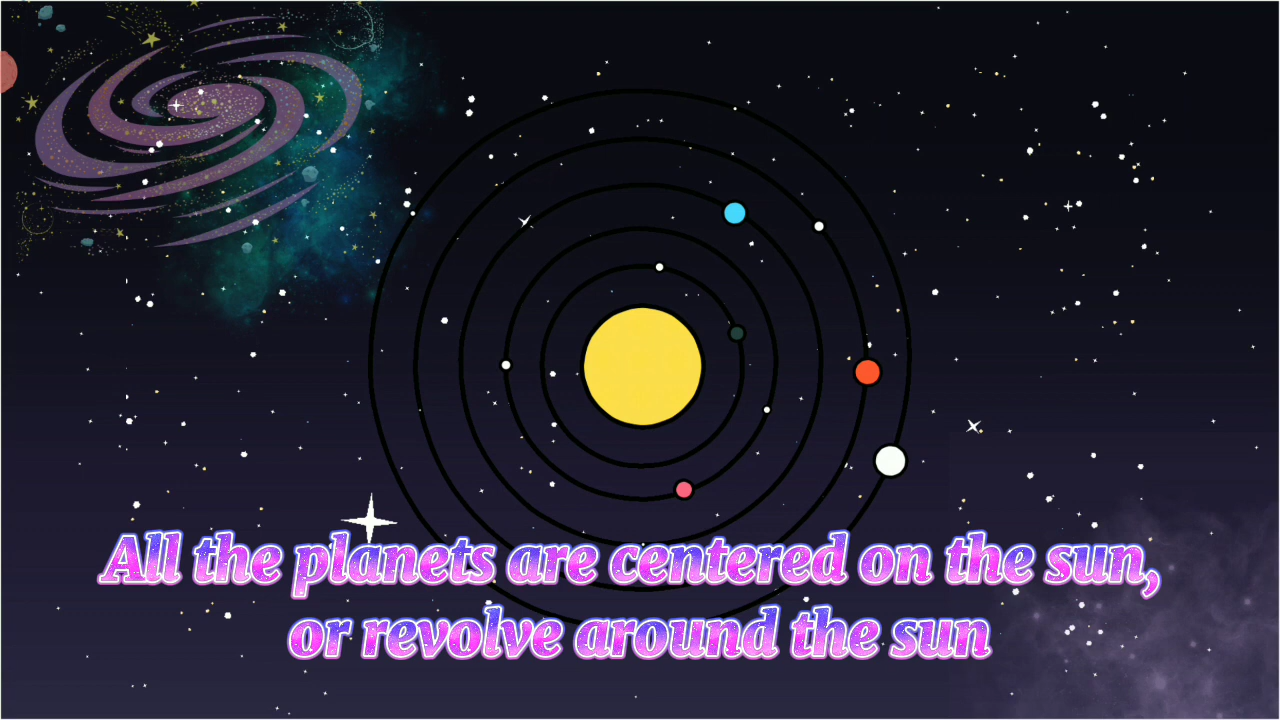 All the planets are centered on the sun,
or revolve around the sun